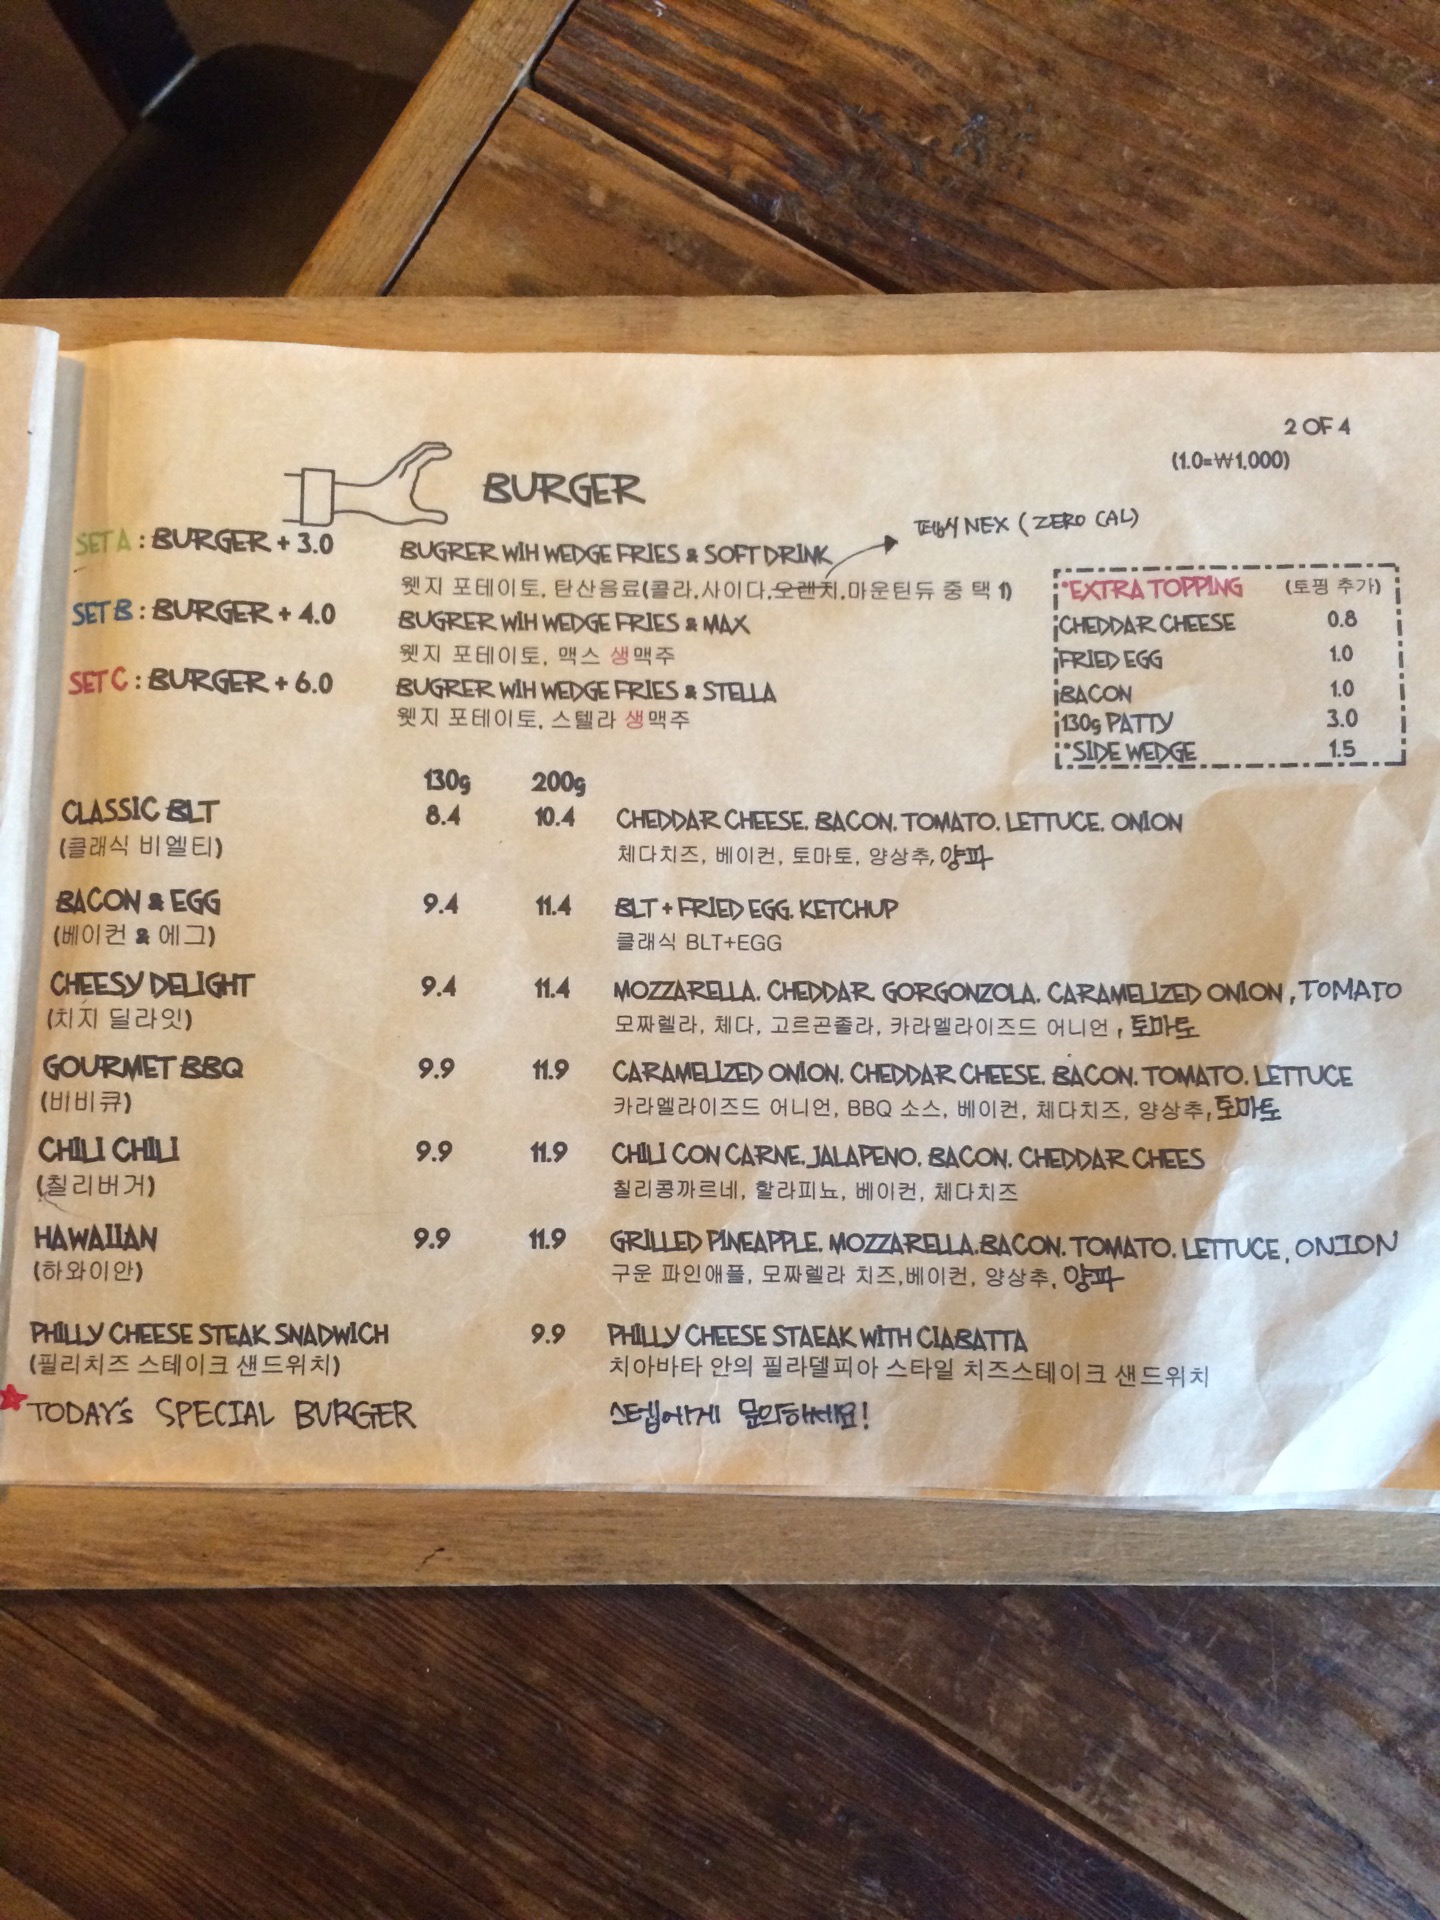 2 OF 4
(1.0=₩1,000)
BURGER
펩시 NEX (ZERO CAL)
SET A : BURGER + 3.0 BUGRER WIH WEDGE FRIES & SOFT DRINK
웻지 포테이토, 탄산음료(콜라,사이다,오렌지,마운틴듀 중 택 1)
SET B : BURGER + 4.0 BUGRER WIH WEDGE FRIES & MAX
웻지 포테이토, 맥스 생맥주
SET C : BURGER + 6.0 BUGRER WIH WEDGE FRIES & STELLA
웻지 포테이토, 스텔라 생맥주
*EXTRA TOPPING (토핑 추가)
CHEDDAR CHEESE 0.8
FRIED EGG 1.0
BACON 1.0
130g PATTY 3.0
*SIDE WEDGE 1.5
130g 200g
CLASSIC BLT 8.4 10.4 CHEDDAR CHEESE. BACON. TOMATO. LETTUCE. ONION
(클래식 비엘티) 체다치즈, 베이컨, 토마토, 양상추, 양파
BACON & EGG 9.4 11.4 BLT + FRIED EGG. KETCHUP
(베이컨 & 에그) 클래식 BLT+EGG
CHEESY DELIGHT 9.4 11.4 MOZZARELLA. CHEDDAR. GORGONZOLA. CARAMELIZED ONION , TOMATO
(치지 딜라잇) 모짜렐라, 체다, 고르곤졸라, 카라멜라이즈드 어니언 , 토마토
GOURMET BBQ 9.9 11.9 CARAMELIZED ONION. CHEDDAR CHEESE. BACON. TOMATO. LETTUCE
(비비큐) 카라멜라이즈드 어니언, BBQ 소스, 베이컨, 체다치즈, 양상추, 토마토
CHILI CHILI 9.9 11.9 CHILI CON CARNE. JALAPENO. BACON. CHEDDAR CHEES
(칠리버거) 칠리콩까르네, 할라피뇨, 베이컨, 체다치즈
HAWAIIAN 9.9 11.9 GRILLED PINEAPPLE. MOZZARELLA.BACON. TOMATO. LETTUCE , ONION
(하와이안) 구운 파인애플, 모짜렐라 치즈,베이컨, 양상추, 양파
PHILLY CHEESE STEAK SNADWICH 9.9 PHILLY CHEESE STAEAK WITH CIABATTA
(필리치즈 스테이크 샌드위치) 치아바타 안의 필라델피아 스타일 치즈스테이크 샌드위치
TODAY's SPECIAL BURGER 스텝에게 문의하세요!